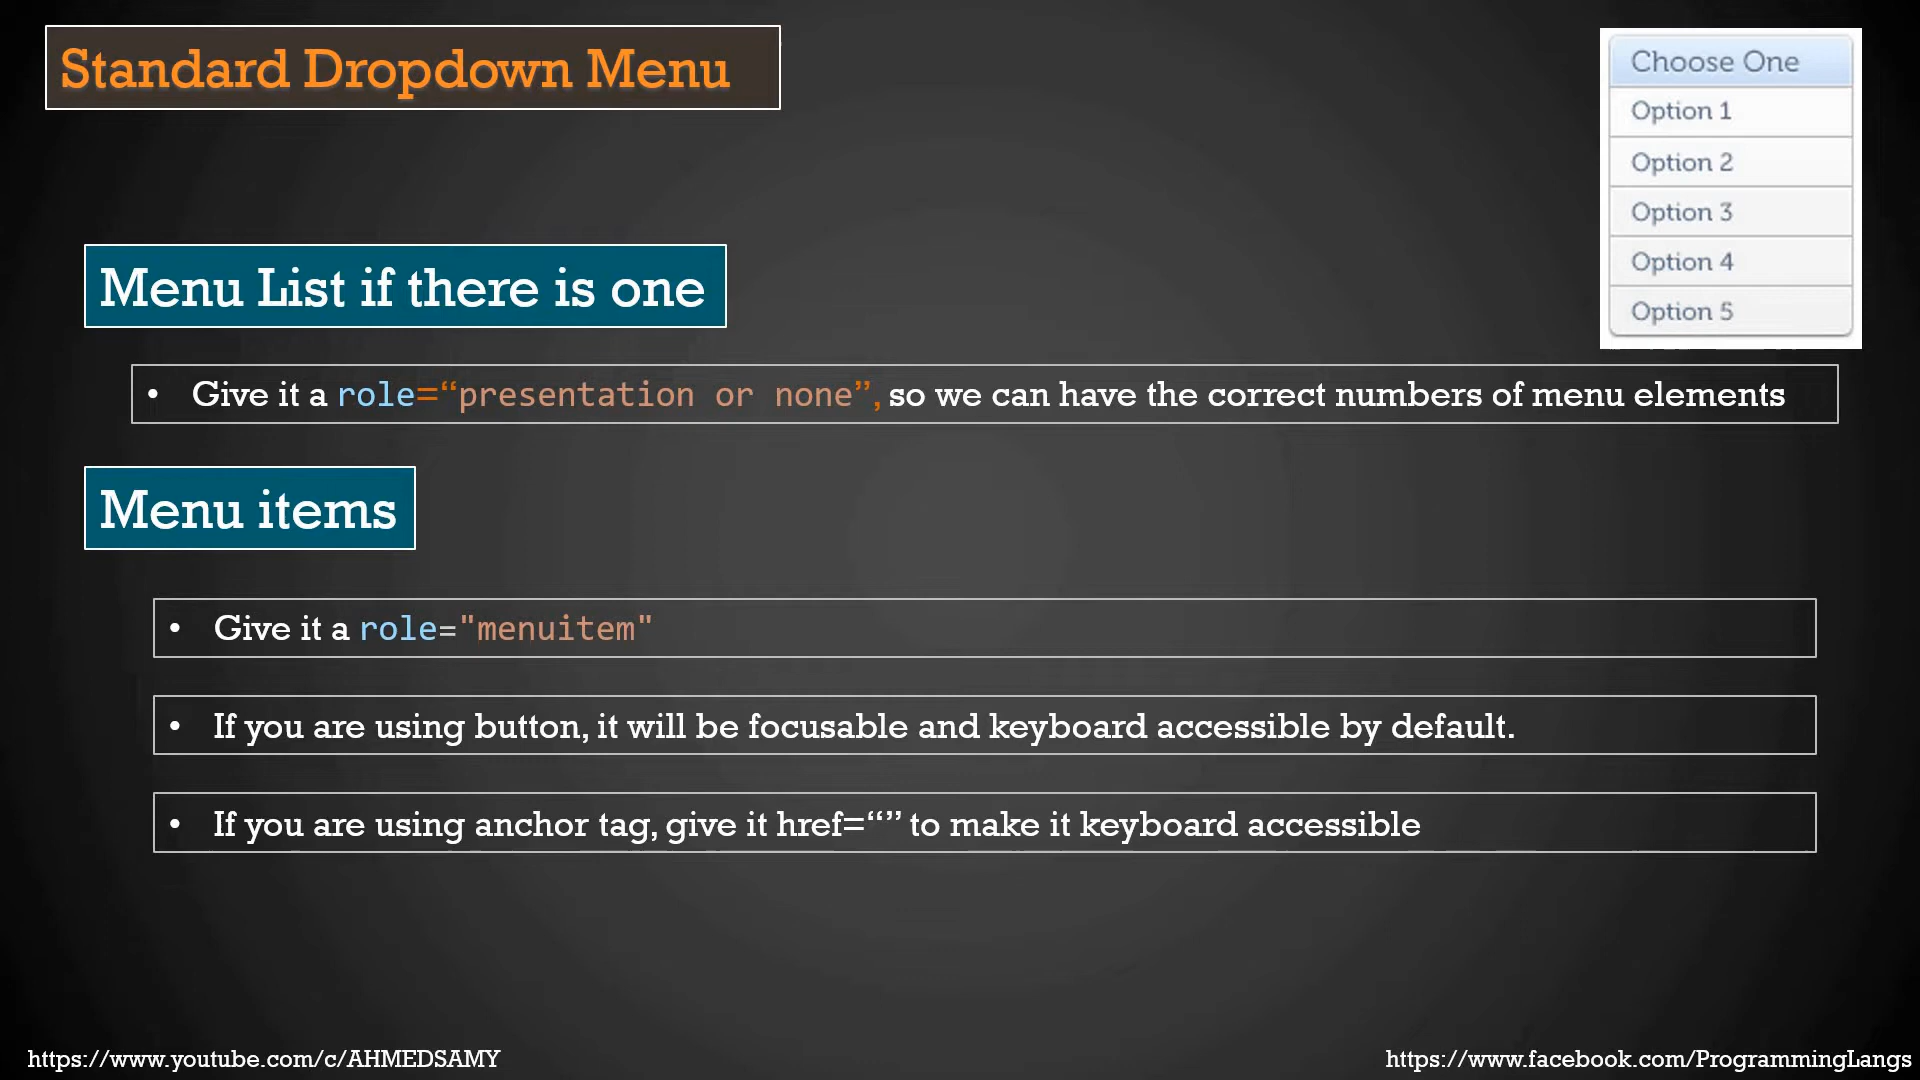 Standard Dropdown Menu
Choose One
Option 1
Option 2
Option 3
Option 4
Option 5
Menu List if there is one
• Give it a role=“presentation or none”, so we can have the correct numbers of menu elements
Menu items
• Give it a role="menuitem"
• If you are using button, it will be focusable and keyboard accessible by default.
• If you are using anchor tag, give it href=“” to make it keyboard accessible
https://www.youtube.com/c/AHMEDSAMY
https://www.facebook.com/ProgrammingLangs